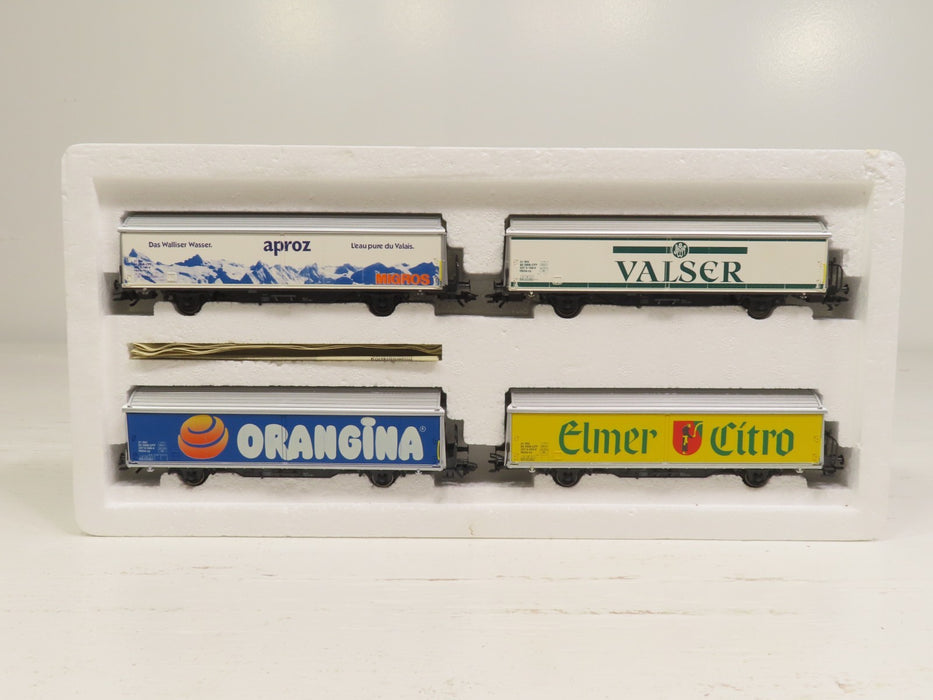 Das Walliser Wasser.
aproz
L'eau pure du Valais.
MIGROS
VALSER
ORANGINA®
Elmer Citro